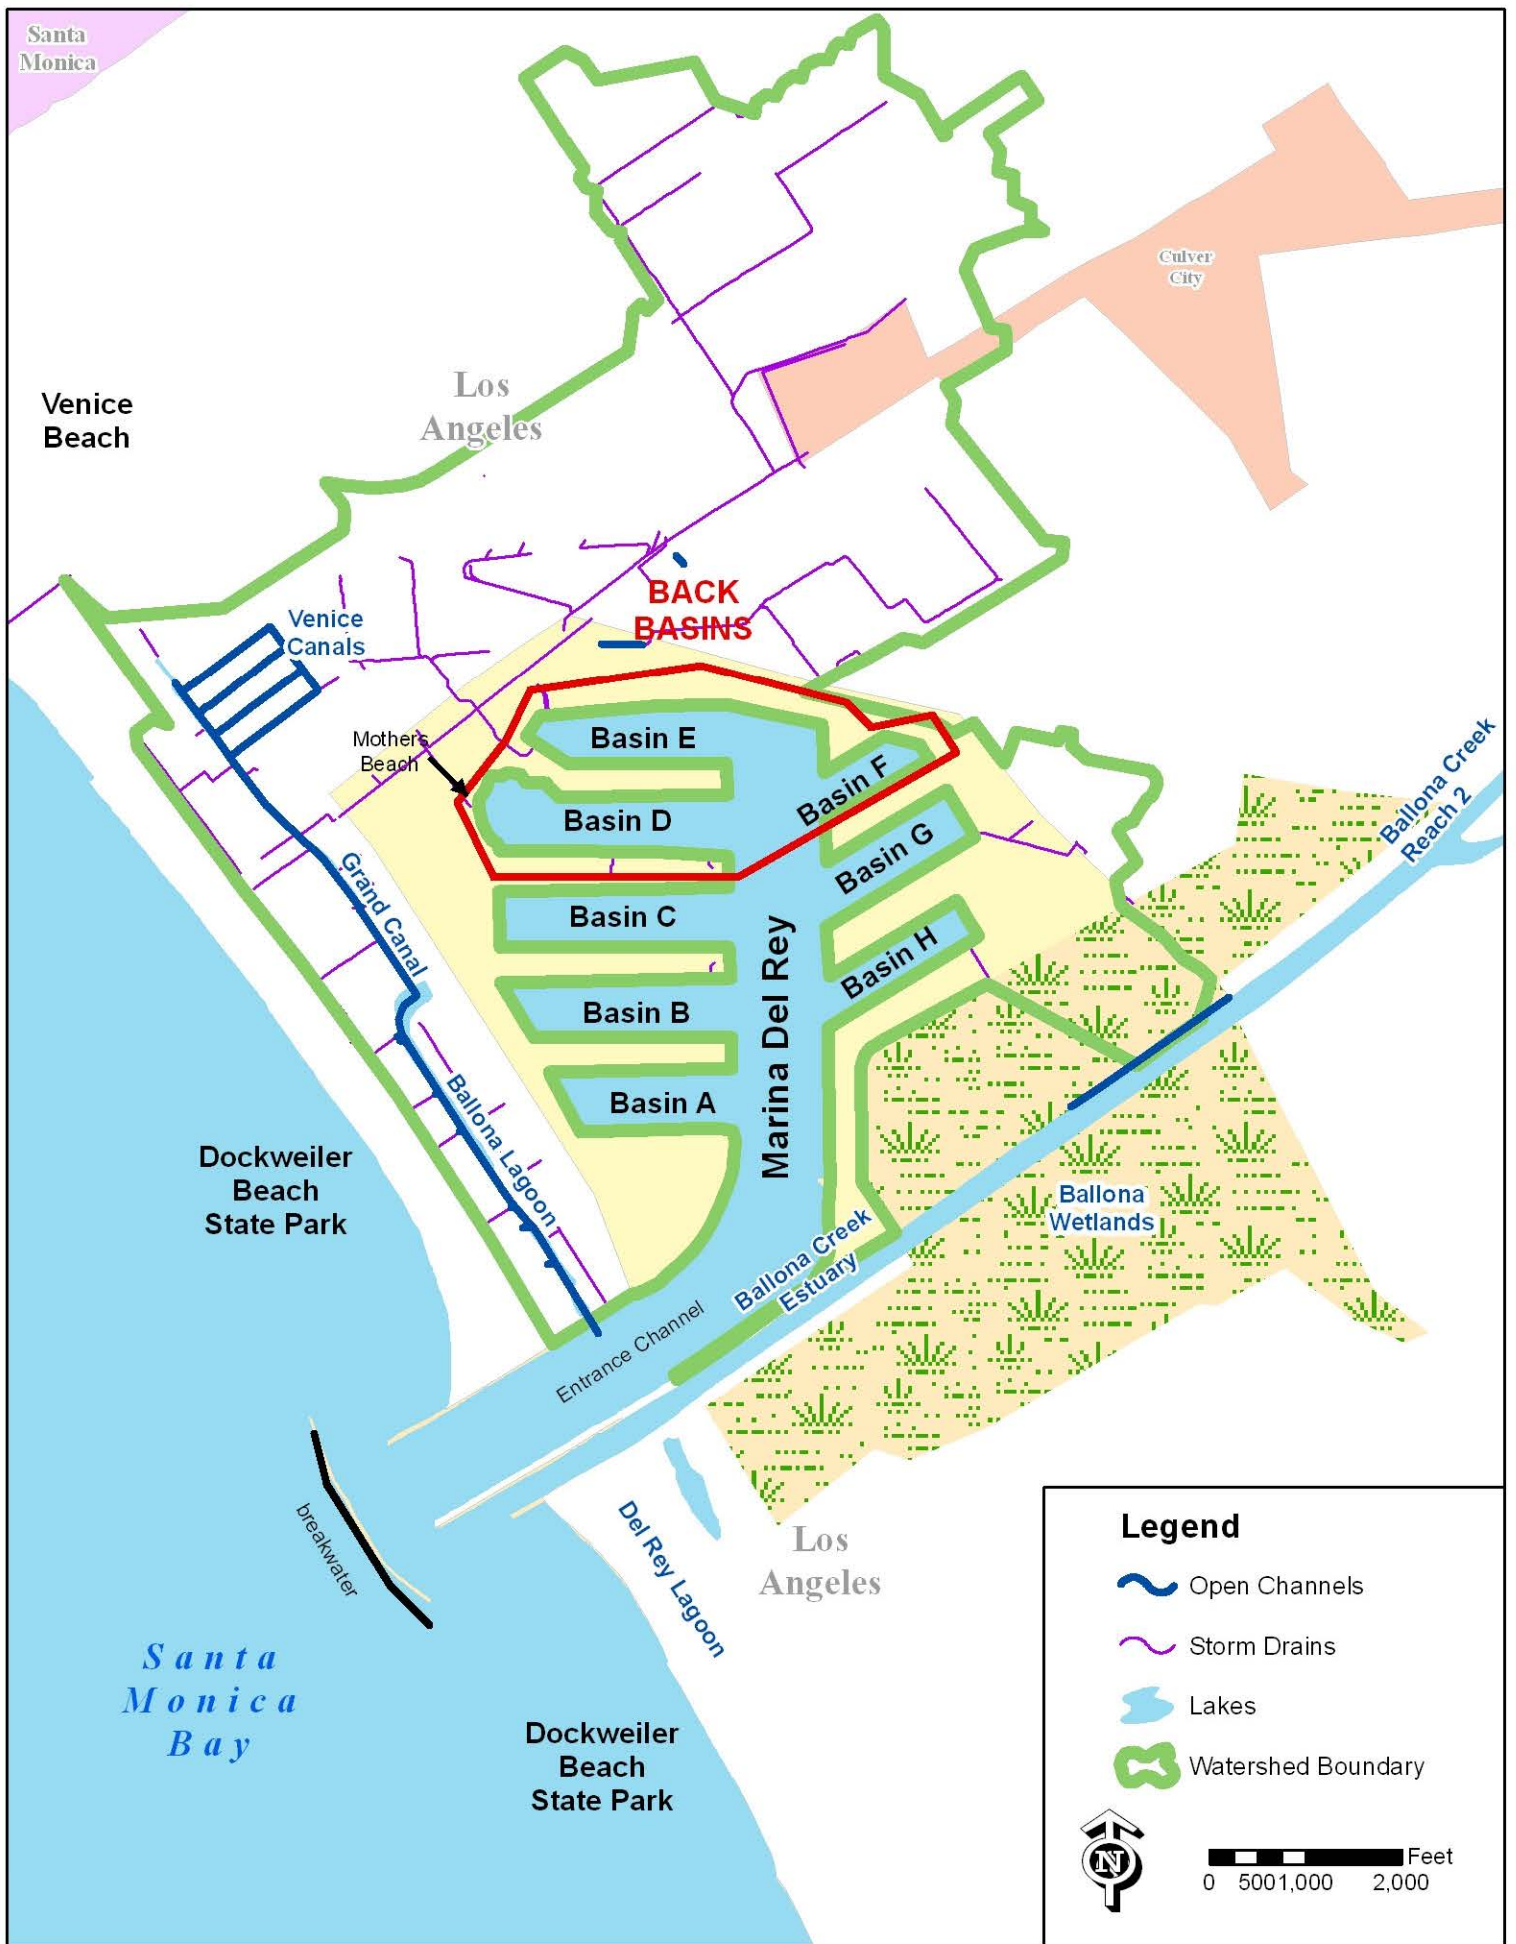 Santa
Monica
Culver
City
Los
Angeles
Venice
Beach
BACK
BASINS
Venice
Canals
Mothers
Beach
Basin E
Basin F
Basin D
Basin G
Basin C
Basin H
Basin B
Basin A
Marina Del Rey
Grand Canal
Ballona Lagoon
Ballona Creek
Reach 2
Dockweiler
Beach
State Park
Ballona
Wetlands
Ballona Creek
Estuary
Entrance Channel
breakwater
Del Rey Lagoon
Los
Angeles
Santa
Monica
Bay
Dockweiler
Beach
State Park
Legend
Open Channels
Storm Drains
Lakes
Watershed Boundary
N
Feet
0 500 1,000 2,000